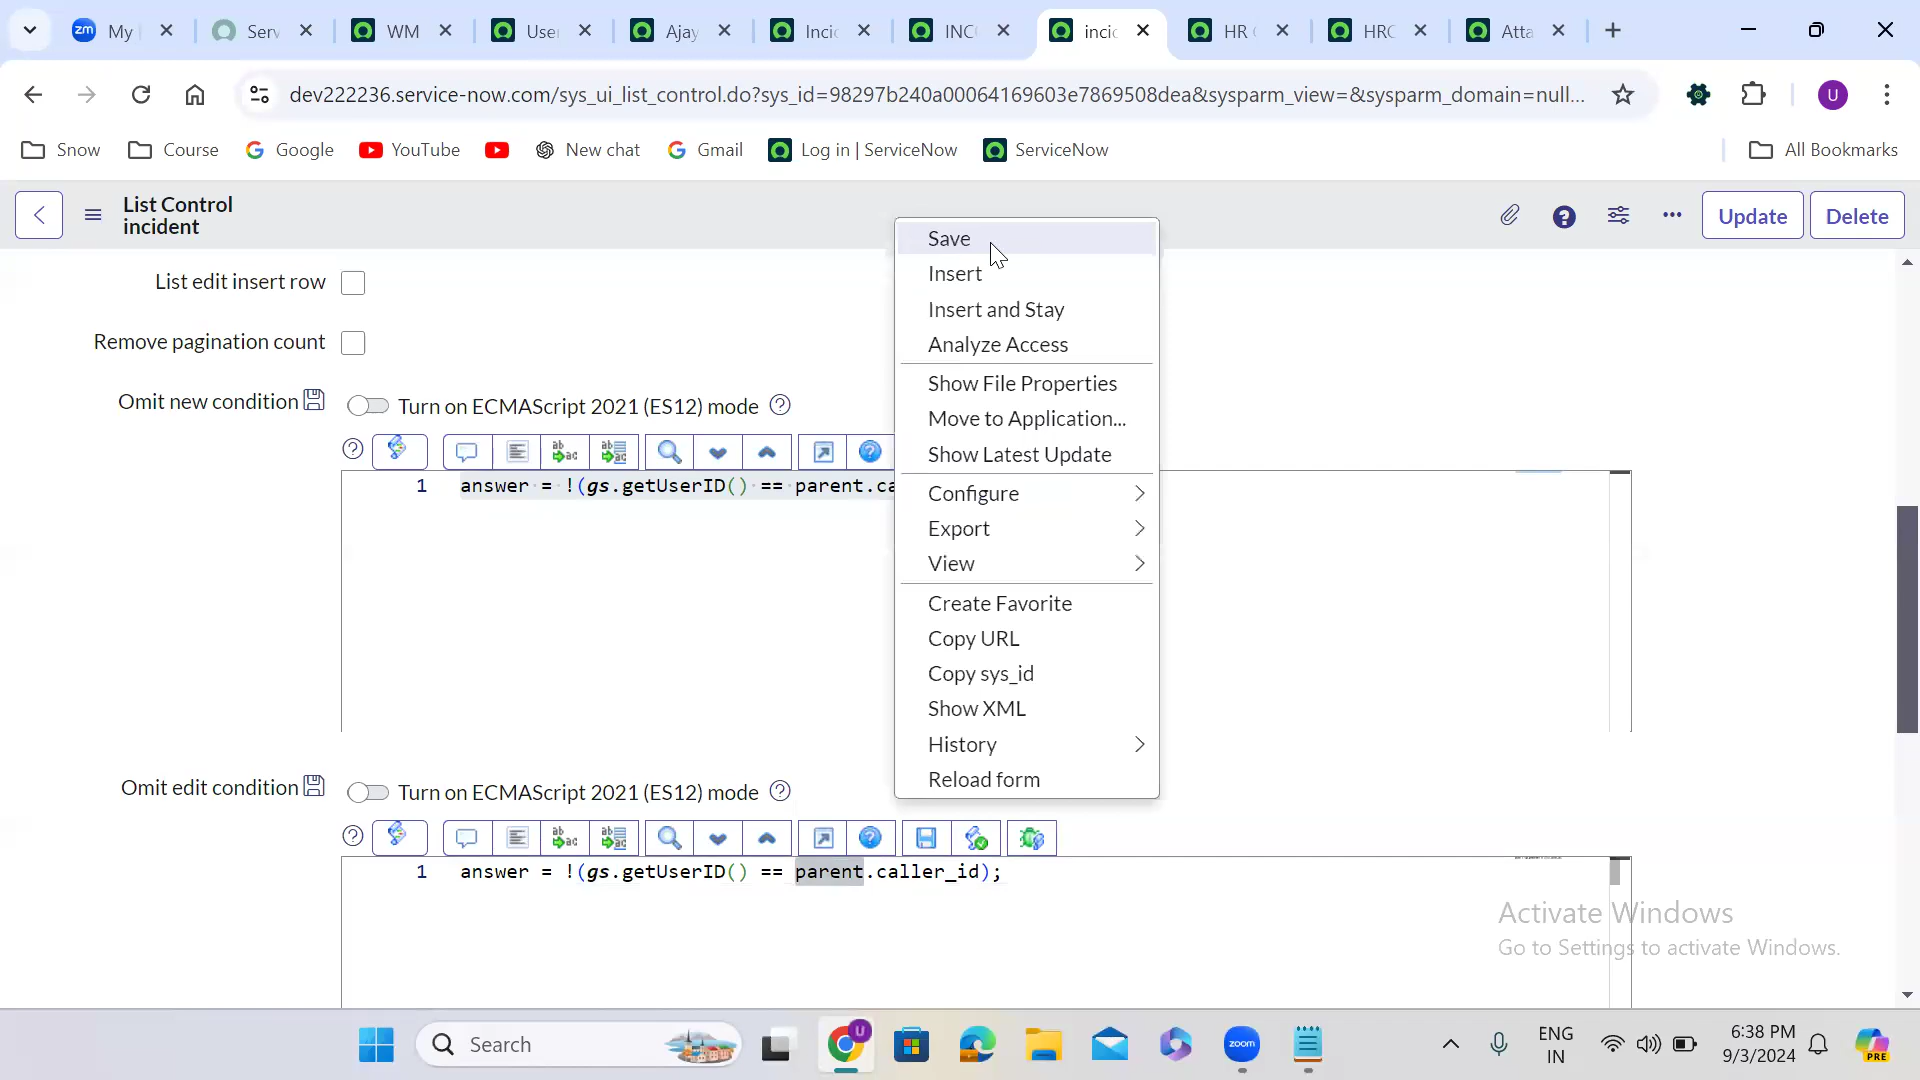 My
Serv
WM
User
Ajay
Incic
INC
incic
HR
HRC
Atta
dev222236.service-now.com/sys_ui_list_control.do?sys_id=98297b240a00064169603e7869508dea&sysparm_view=&sysparm_domain=null...
U
Snow
Course
Google
YouTube
New chat
Gmail
Log in | ServiceNow
ServiceNow
All Bookmarks
List Control
incident
Update
Delete
Save
Insert
Insert and Stay
Analyze Access
Show File Properties
Move to Application...
Show Latest Update
Configure
Export
View
Create Favorite
Copy URL
Copy sys_id
Show XML
History
Reload form
List edit insert row
Remove pagination count
Omit new condition
Turn on ECMAScript 2021 (ES12) mode
1 answer = !(gs.getUserID() == parent.ca
Omit edit condition
Turn on ECMAScript 2021 (ES12) mode
1 answer = !(gs.getUserID() == parent.caller_id);
Activate Windows
Go to Settings to activate Windows.
Search
U
zoom
ENG
IN
6:38 PM
9/3/2024
PRE